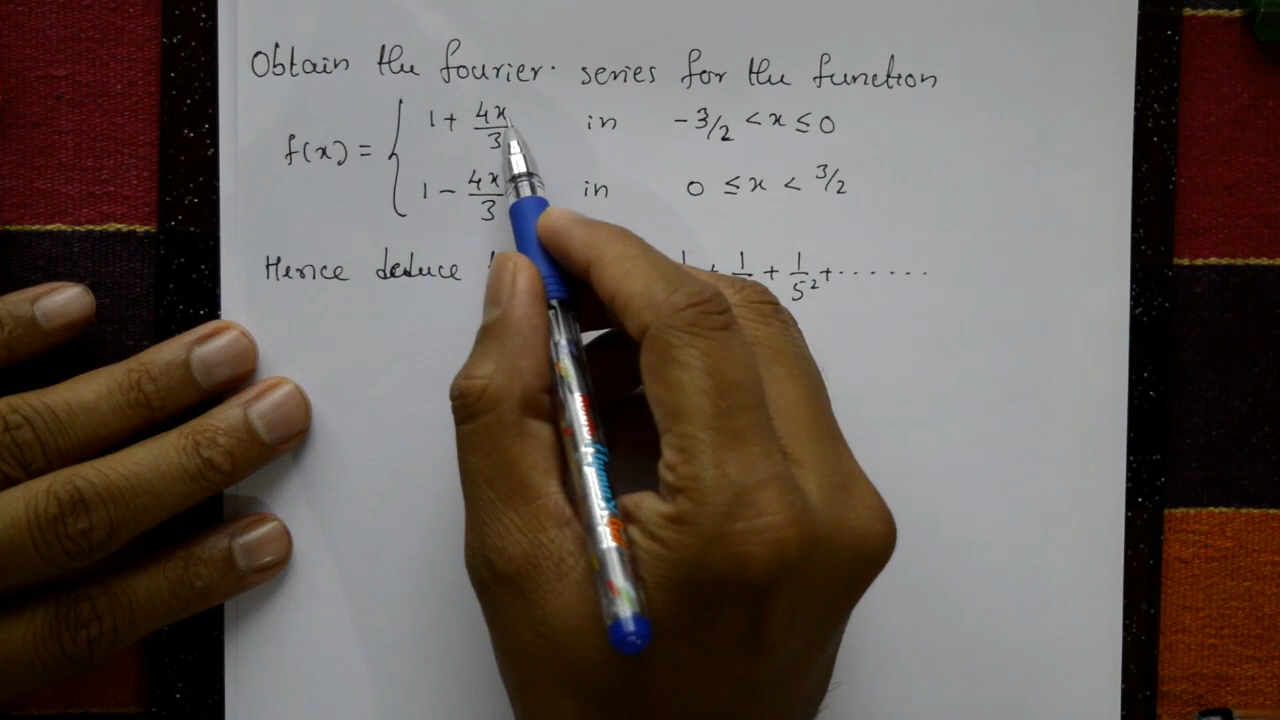 Obtain the fourier series for the function
f(x) = { 1 + 4x/3 in -3/2 < x ≤ 0
1 - 4x/3 in 0 ≤ x < 3/2
Hence deduce + 1/5² + ......